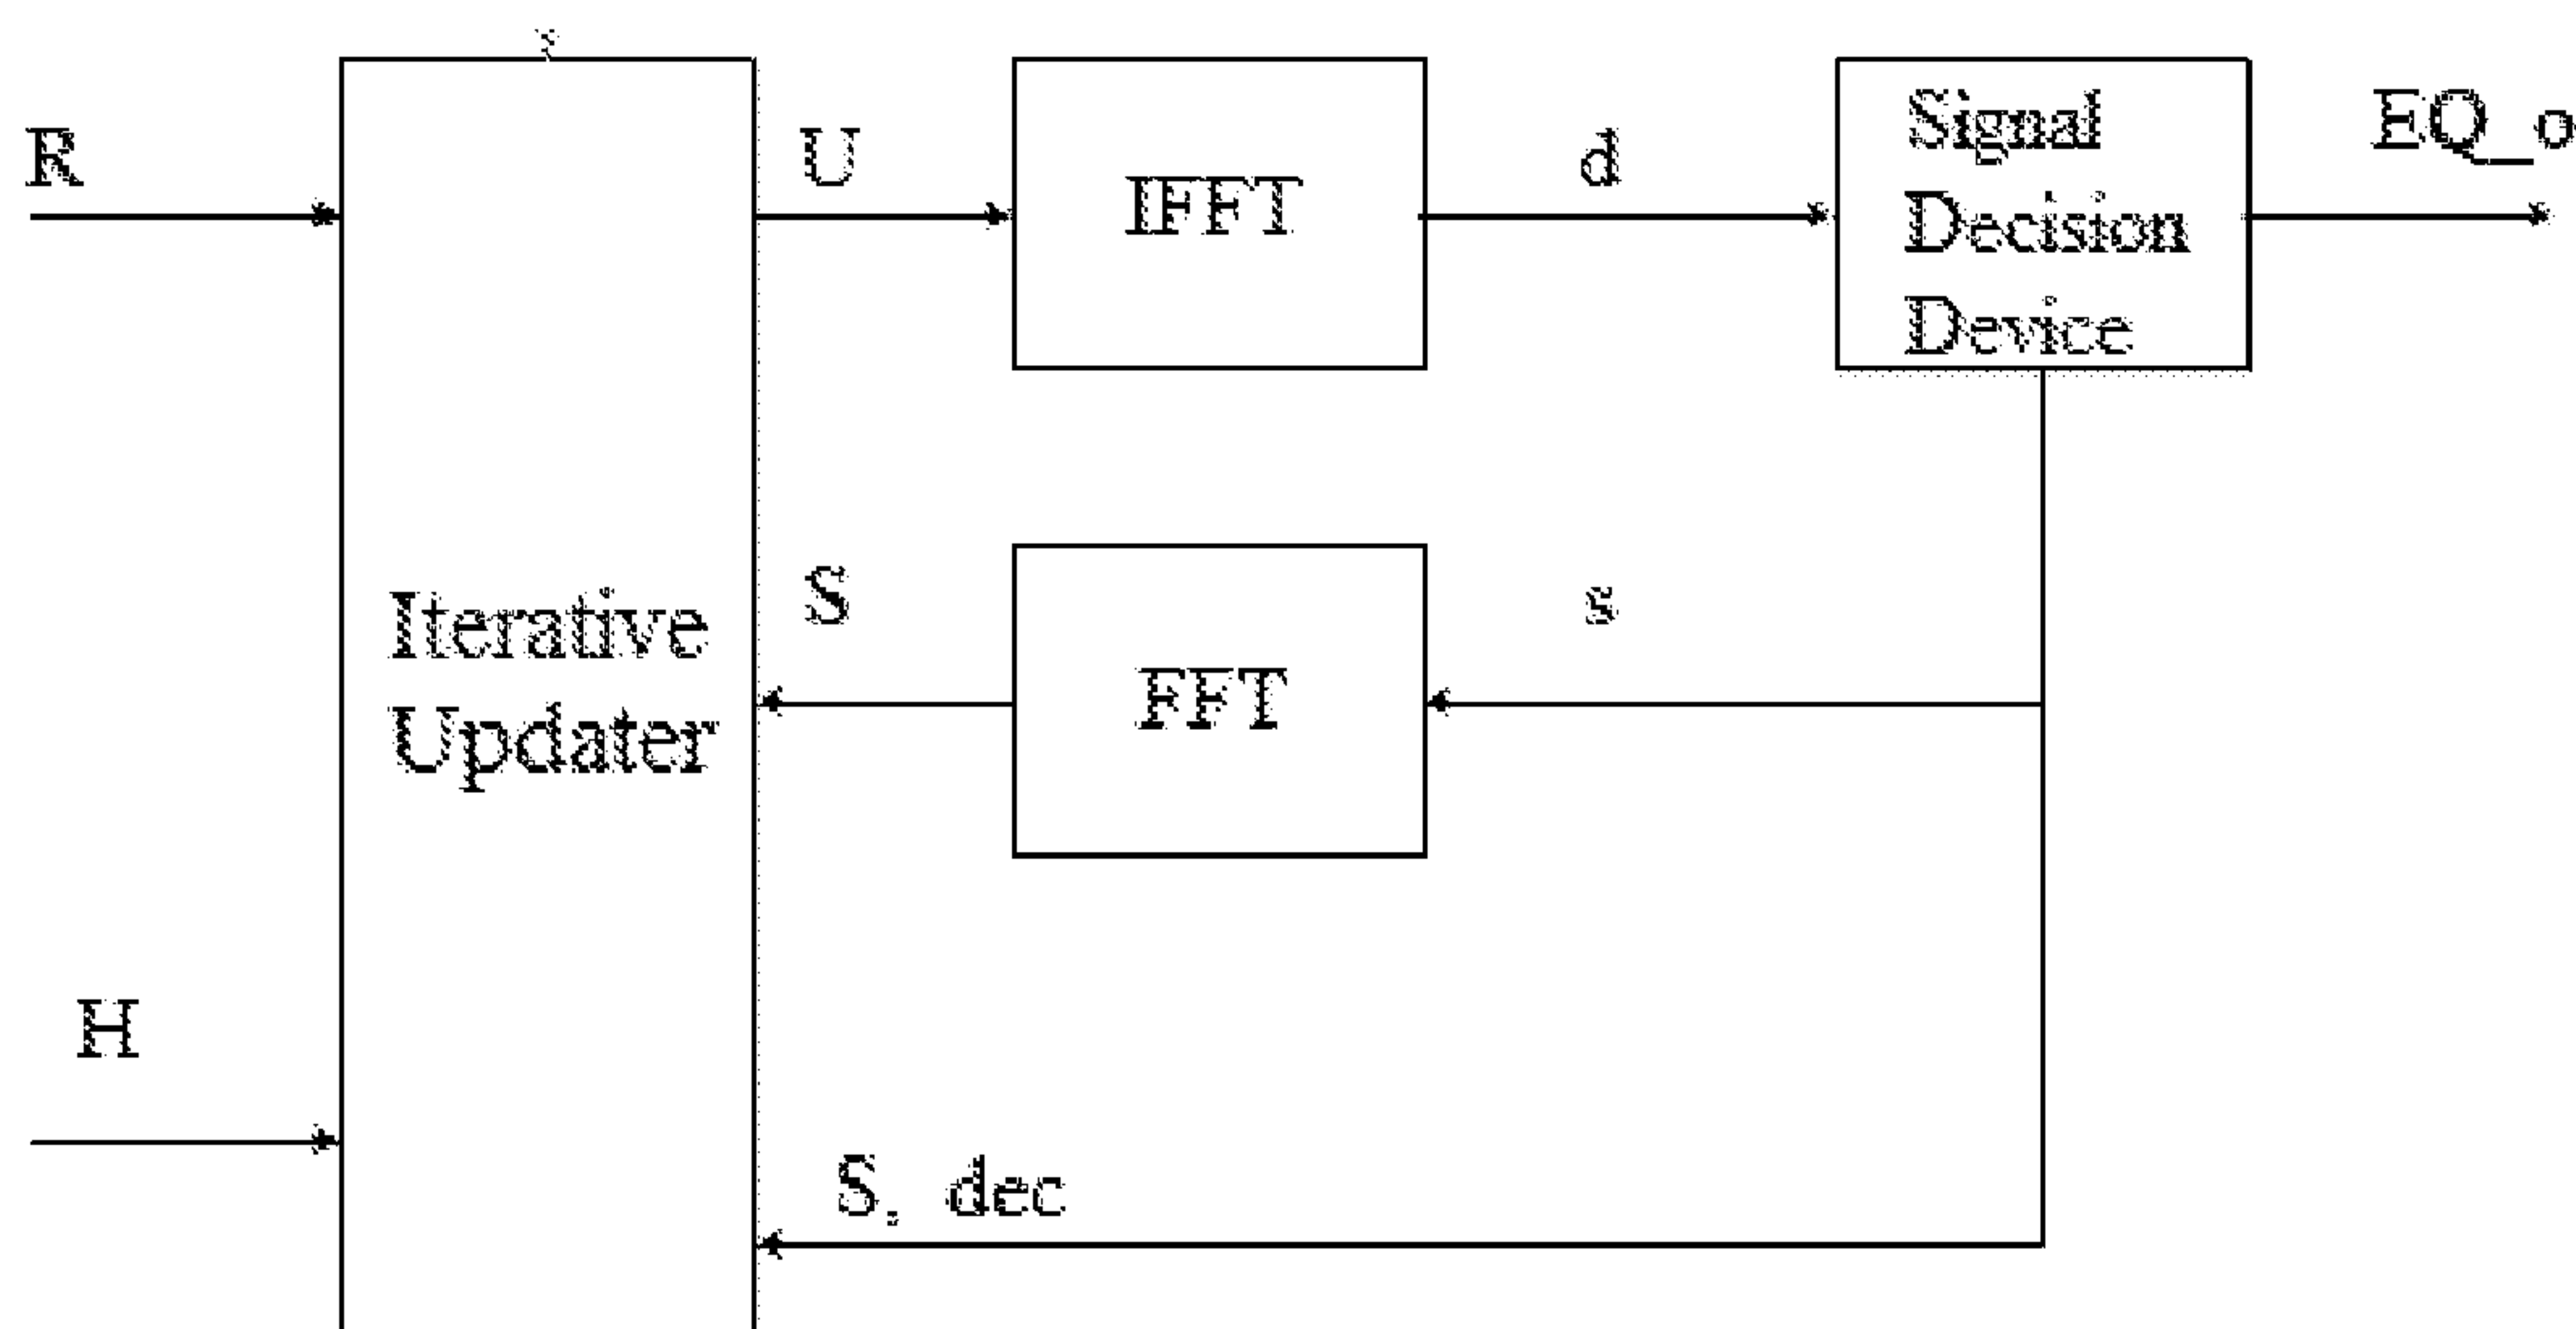 R
U
IFFT
d
Signal
Decision
Device
EQ_o
Iterative
Updater
S
FFT
s
H
S, dec